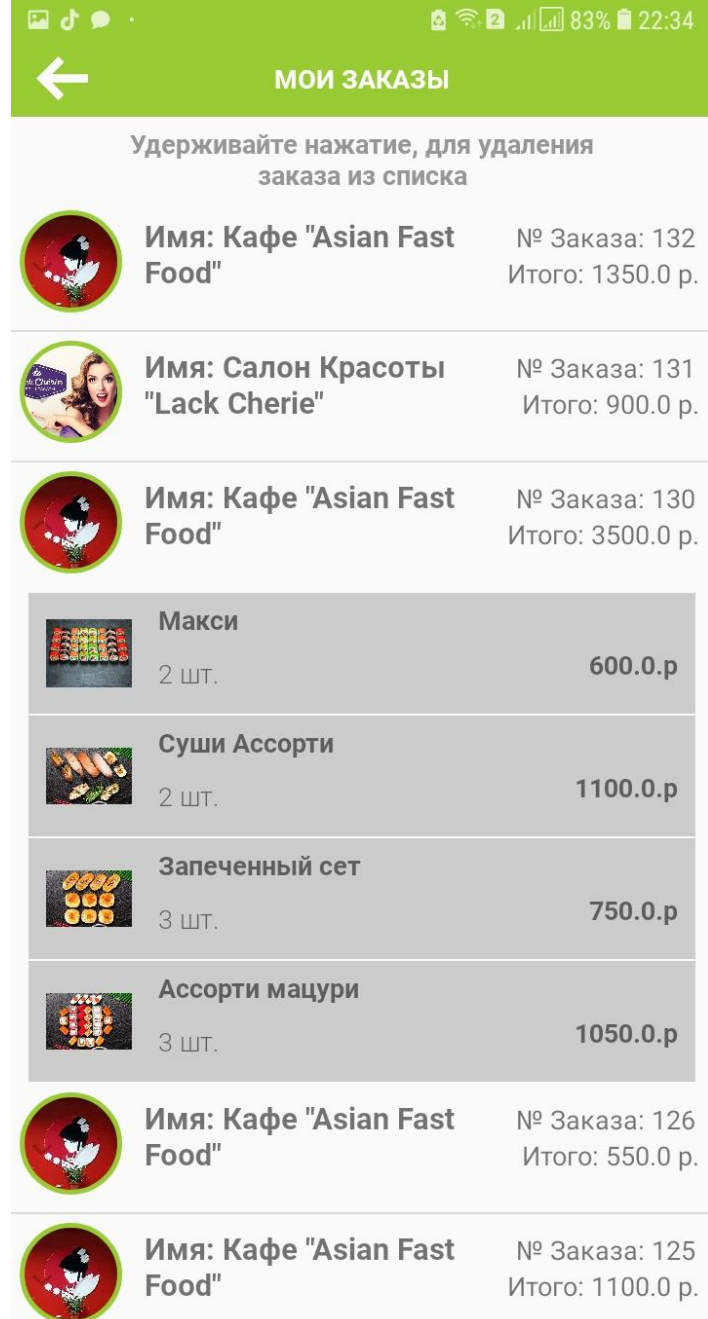 2 83% 22:34
МОИ ЗАКАЗЫ
Удерживайте нажатие, для удаления
заказа из списка
Имя: Кафе "Asian Fast
Food"
№ Заказа: 132
Итого: 1350.0 р.
Имя: Салон Красоты
"Lack Cherie"
№ Заказа: 131
Итого: 900.0 р.
Имя: Кафе "Asian Fast
Food"
№ Заказа: 130
Итого: 3500.0 р.
Макси
2 шт.
600.0.р
Суши Ассорти
2 шт.
1100.0.р
Запеченный сет
3 шт.
750.0.р
Ассорти мацури
3 шт.
1050.0.р
Имя: Кафе "Asian Fast
Food"
№ Заказа: 126
Итого: 550.0 р.
Имя: Кафе "Asian Fast
Food"
№ Заказа: 125
Итого: 1100.0 р.